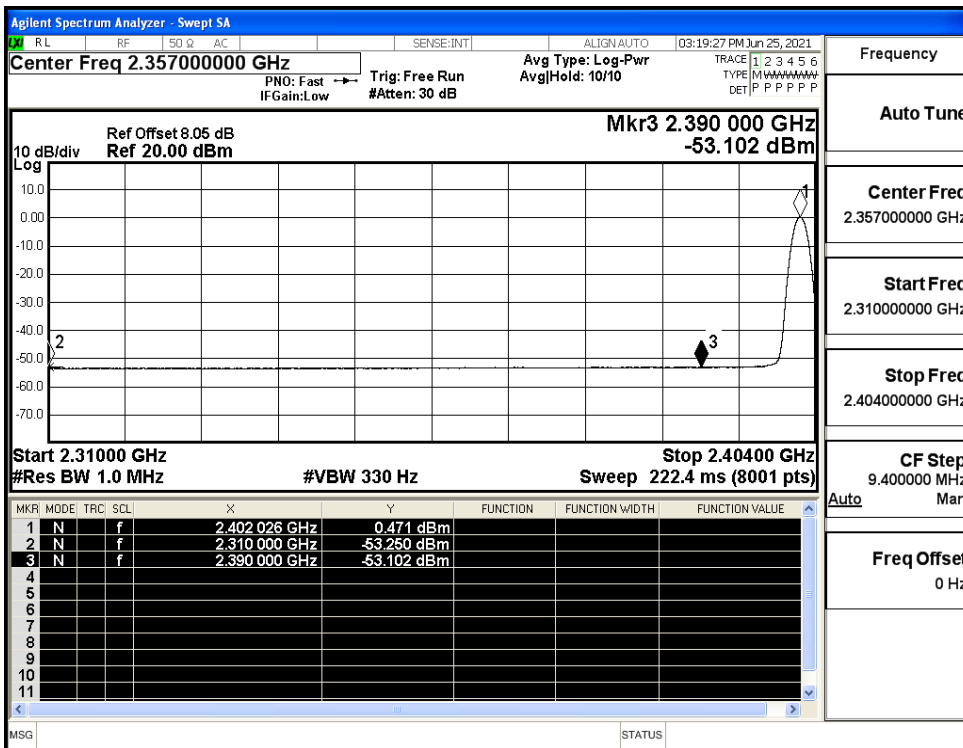 Agilent Spectrum Analyzer - Swept SA
LXI RL RF 50 Ω AC SENSE:INT ALIGN AUTO 03:19:27 PM Jun 25, 2021
Center Freq 2.357000000 GHz
PNO: Fast
IFGain:Low
Trig: Free Run
#Atten: 30 dB
Avg Type: Log-Pwr
Avg|Hold: 10/10
TRACE 1 2 3 4 5 6
TYPE M
DET P P P P P P
Ref Offset 8.05 dB
10 dB/div Ref 20.00 dBm
Log
Mkr3 2.390 000 GHz
-53.102 dBm
10.0
0.00
-10.0
-20.0
-30.0
-40.0
-50.0
-60.0
-70.0
1
2
3
Start 2.31000 GHz Stop 2.40400 GHz
#Res BW 1.0 MHz #VBW 330 Hz Sweep 222.4 ms (8001 pts)
MKR MODE TRC SCL X Y FUNCTION FUNCTION WIDTH FUNCTION VALUE
1 N f 2.402 026 GHz 0.471 dBm
2 N f 2.310 000 GHz -53.250 dBm
3 N f 2.390 000 GHz -53.102 dBm
4
5
6
7
8
9
10
11
MSG STATUS
Frequency
Auto Tune
Center Freq
2.357000000 GHz
Start Freq
2.310000000 GHz
Stop Freq
2.404000000 GHz
CF Step
9.400000 MHz
Auto Man
Freq Offset
0 Hz